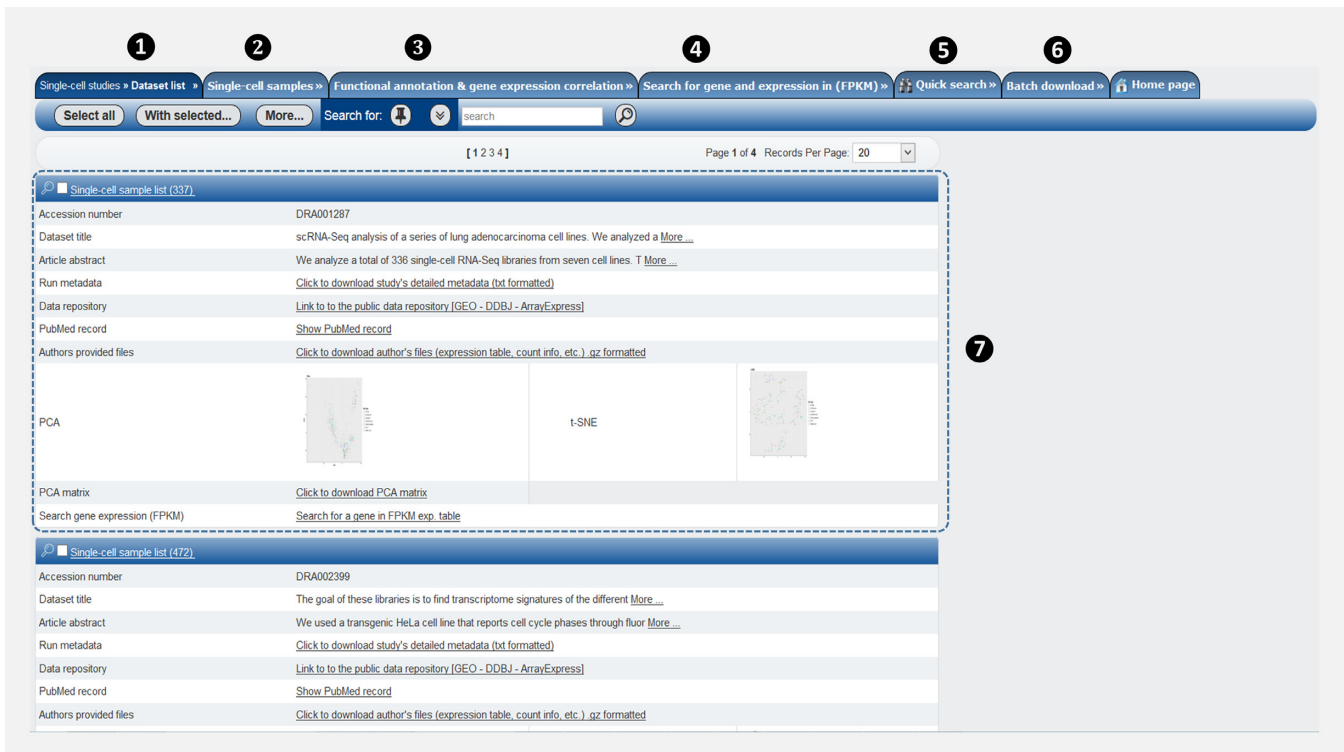 ❶ ❷ ❸ ❹ ❺ ❻
Single-cell studies » Dataset list » Single-cell samples » Functional annotation & gene expression correlation » Search for gene and expression in (FPKM) » Quick search » Batch download » Home page
Select all With selected... More... Search for: search
[ 1 2 3 4 ] Page 1 of 4 Records Per Page: 20
Single-cell sample list (337)
Accession number DRA001287
Dataset title scRNA-Seq analysis of a series of lung adenocarcinoma cell lines. We analyzed a More ...
Article abstract We analyze a total of 336 single-cell RNA-Seq libraries from seven cell lines. T More ...
Run metadata Click to download study's detailed metadata (txt formatted)
Data repository Link to to the public data repository [GEO - DDBJ - ArrayExpress]
PubMed record Show PubMed record
Authors provided files Click to download author's files (expression table, count info, etc.) .gz formatted
❼
PCA t-SNE
PCA matrix Click to download PCA matrix
Search gene expression (FPKM) Search for a gene in FPKM exp. table
Single-cell sample list (472)
Accession number DRA002399
Dataset title The goal of these libraries is to find transcriptome signatures of the different More ...
Article abstract We used a transgenic HeLa cell line that reports cell cycle phases through fluor More ...
Run metadata Click to download study's detailed metadata (txt formatted)
Data repository Link to to the public data repository [GEO - DDBJ - ArrayExpress]
PubMed record Show PubMed record
Authors provided files Click to download author's files (expression table, count info, etc.) .gz formatted